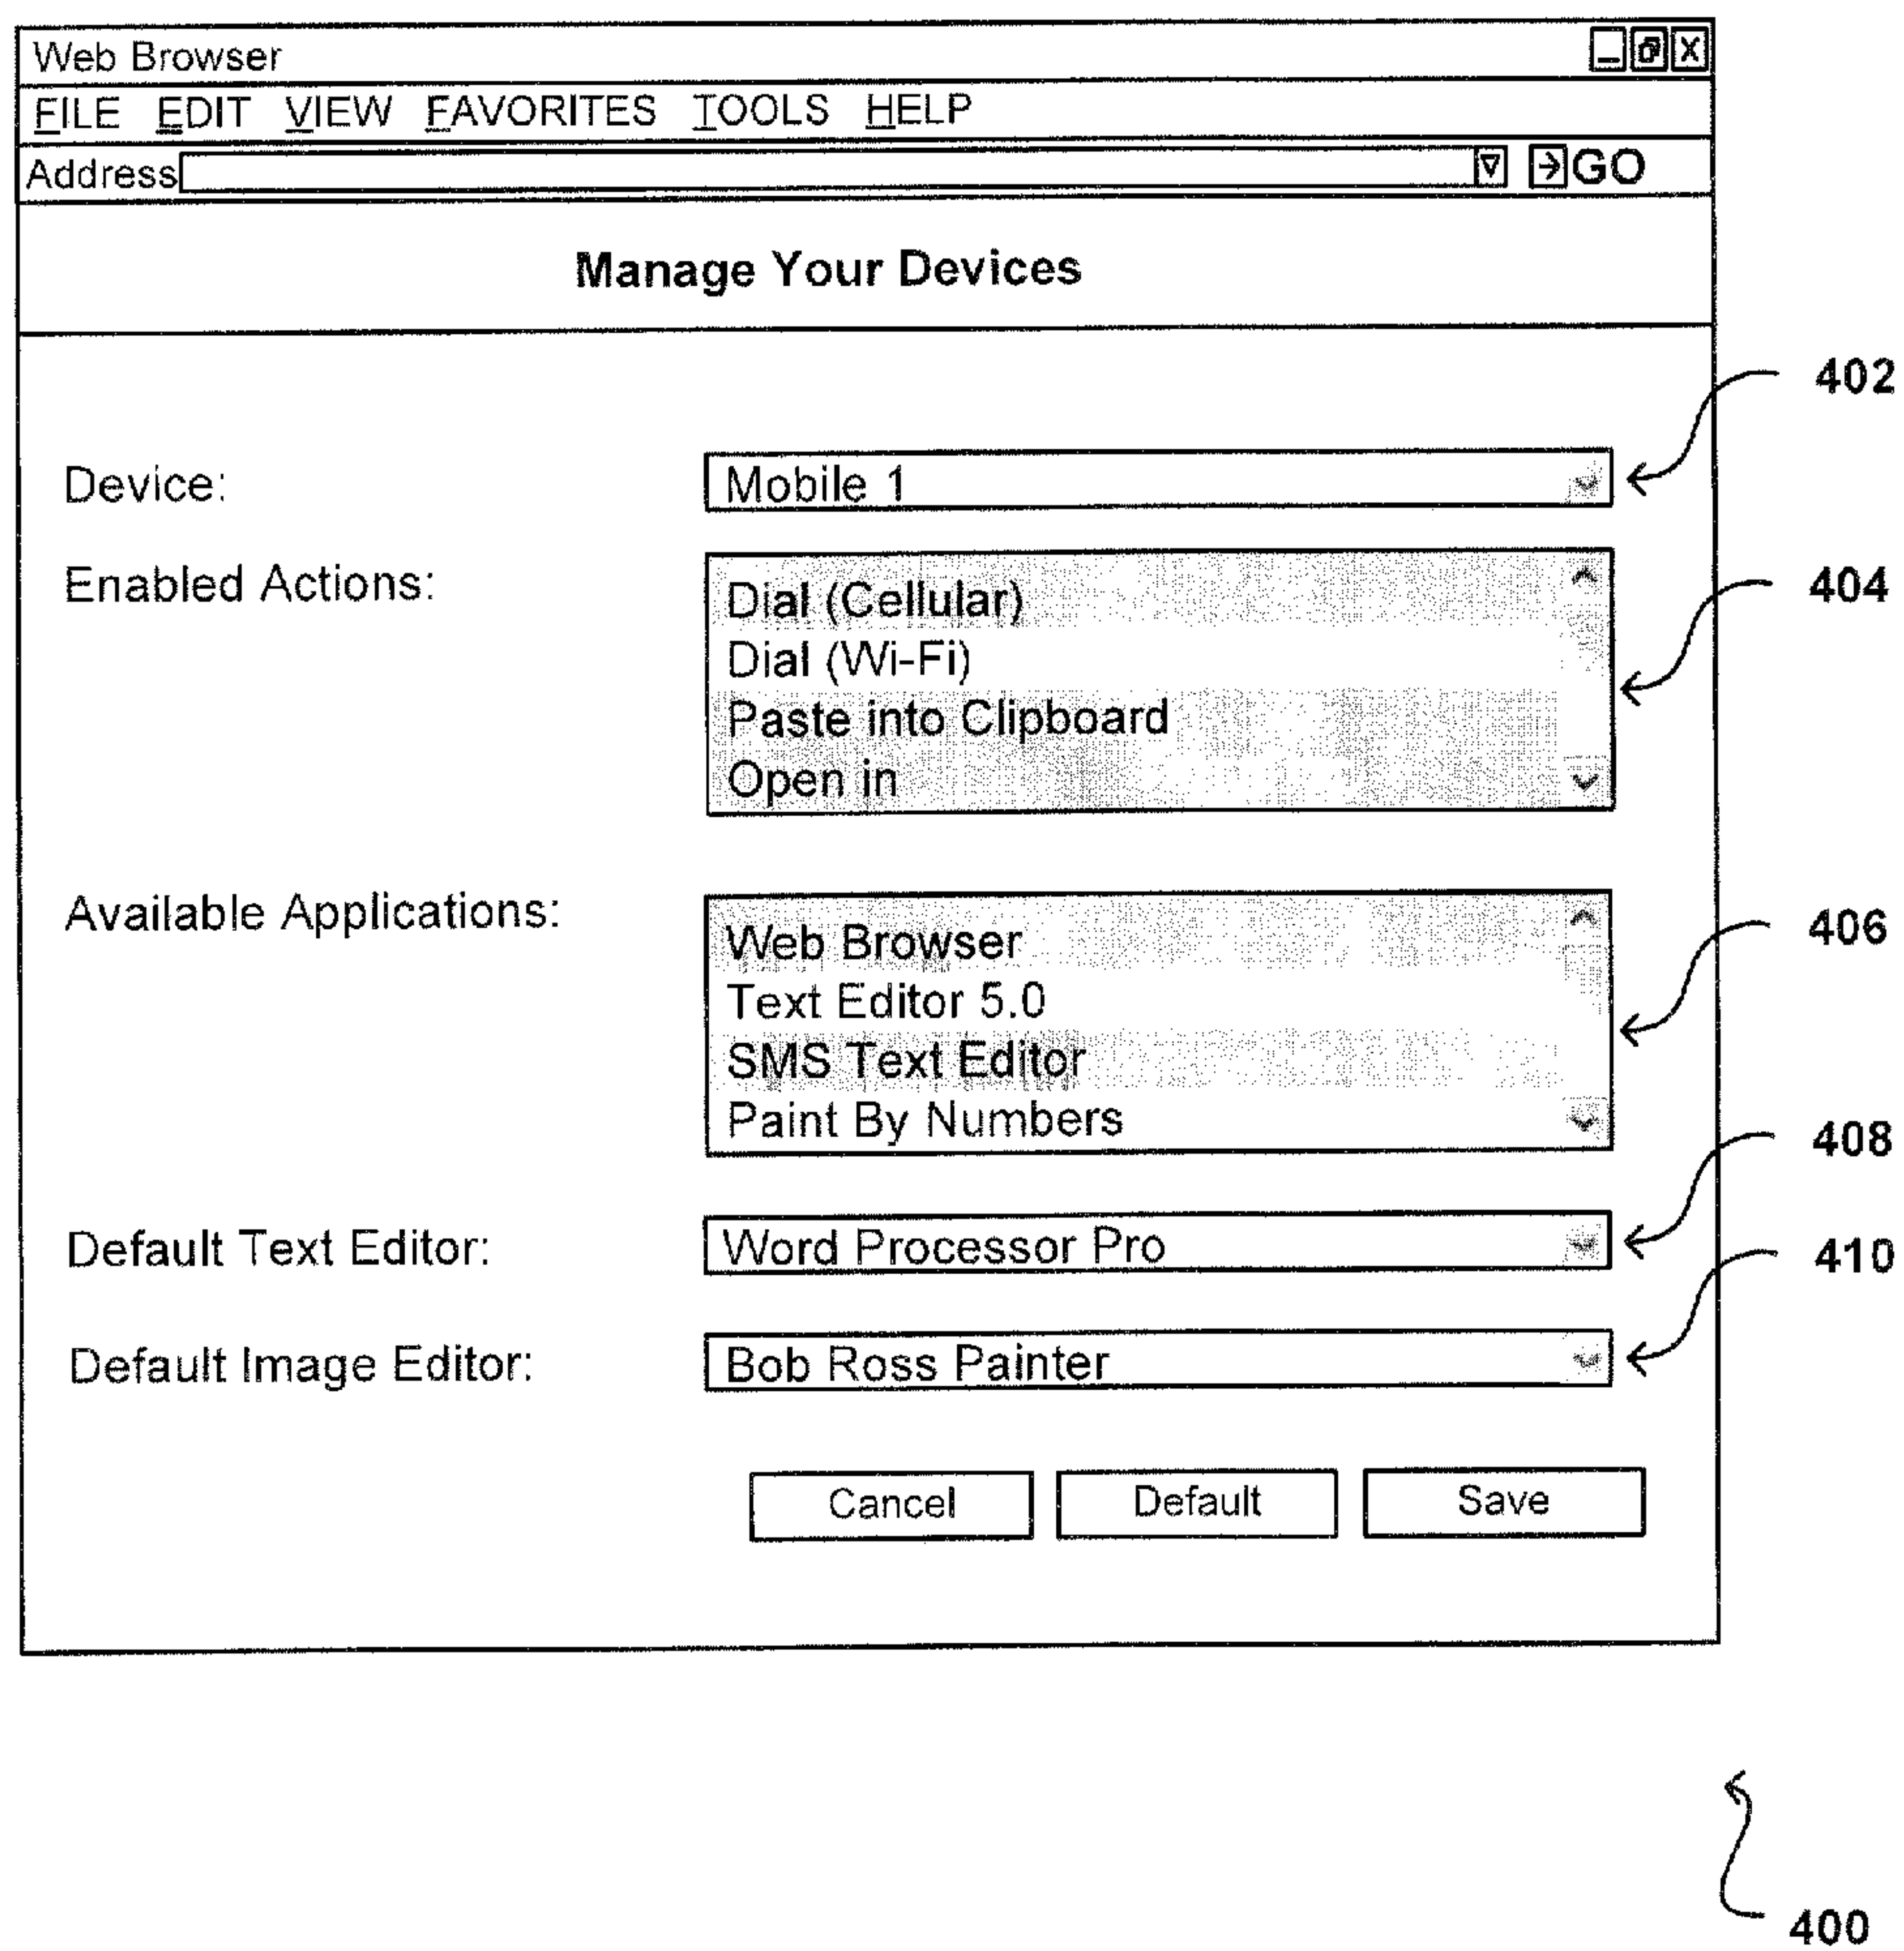 Web Browser
FILE EDIT VIEW FAVORITES TOOLS HELP
Address GO
Manage Your Devices
402
Device: Mobile 1
Enabled Actions: Dial (Cellular)
404
Dial (Wi-Fi)
Paste into Clipboard
Open in
Available Applications: Web Browser
406
Text Editor 5.0
SMS Text Editor
Paint By Numbers
408
Default Text Editor: Word Processor Pro
410
Default Image Editor: Bob Ross Painter
Cancel Default Save
400